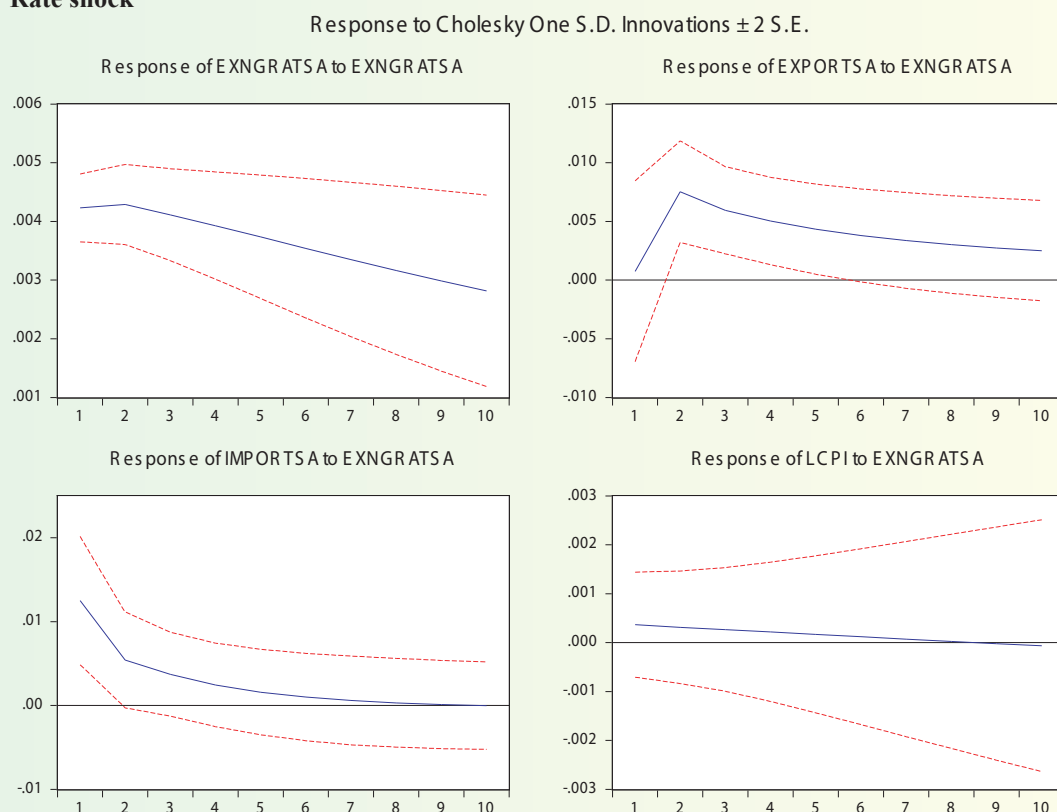 Rate shock
Response to Cholesky One S.D. Innovations ± 2 S.E.
Response of EXNGRATSA to EXNGRATSA
.006
.005
.004
.003
.002
.001
1 2 3 4 5 6 7 8 9 10
Response of EXPORTSA to EXNGRATSA
.015
.010
.005
.000
-.005
-.010
1 2 3 4 5 6 7 8 9 10
Response of IMPORTSA to EXNGRATSA
.02
.01
.00
-.01
1 2 3 4 5 6 7 8 9 10
Response of LCPI to EXNGRATSA
.003
.002
.001
.000
-.001
-.002
-.003
1 2 3 4 5 6 7 8 9 10